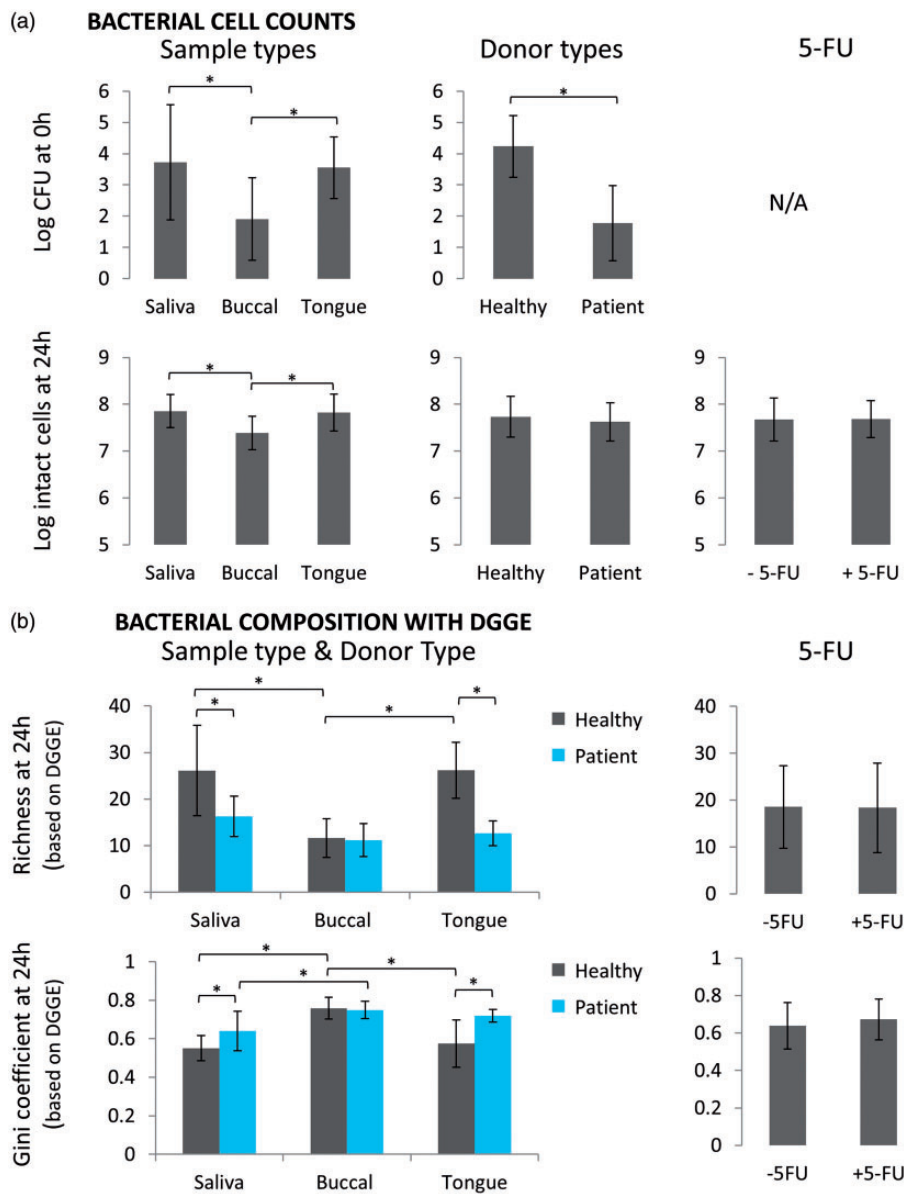 (a)
BACTERIAL CELL COUNTS
Sample types
Donor types
5-FU
Log CFU at 0h
6
5
4
3
2
1
0
*
*
Saliva Buccal Tongue
6
5
4
3
2
1
0
*
Healthy Patient
N/A
Log intact cells at 24h
9
8
7
6
5
*
*
Saliva Buccal Tongue
9
8
7
6
5
Healthy Patient
9
8
7
6
5
- 5-FU + 5-FU
(b)
BACTERIAL COMPOSITION WITH DGGE
Sample type & Donor Type
5-FU
Richness at 24h
(based on DGGE)
40
30
20
10
0
*
*
*
*
Saliva Buccal Tongue
Healthy
Patient
40
30
20
10
0
-5FU +5-FU
Gini coefficient at 24h
(based on DGGE)
1
0.8
0.6
0.4
0.2
0
*
*
*
*
*
Saliva Buccal Tongue
Healthy
Patient
1
0.8
0.6
0.4
0.2
0
-5FU +5-FU